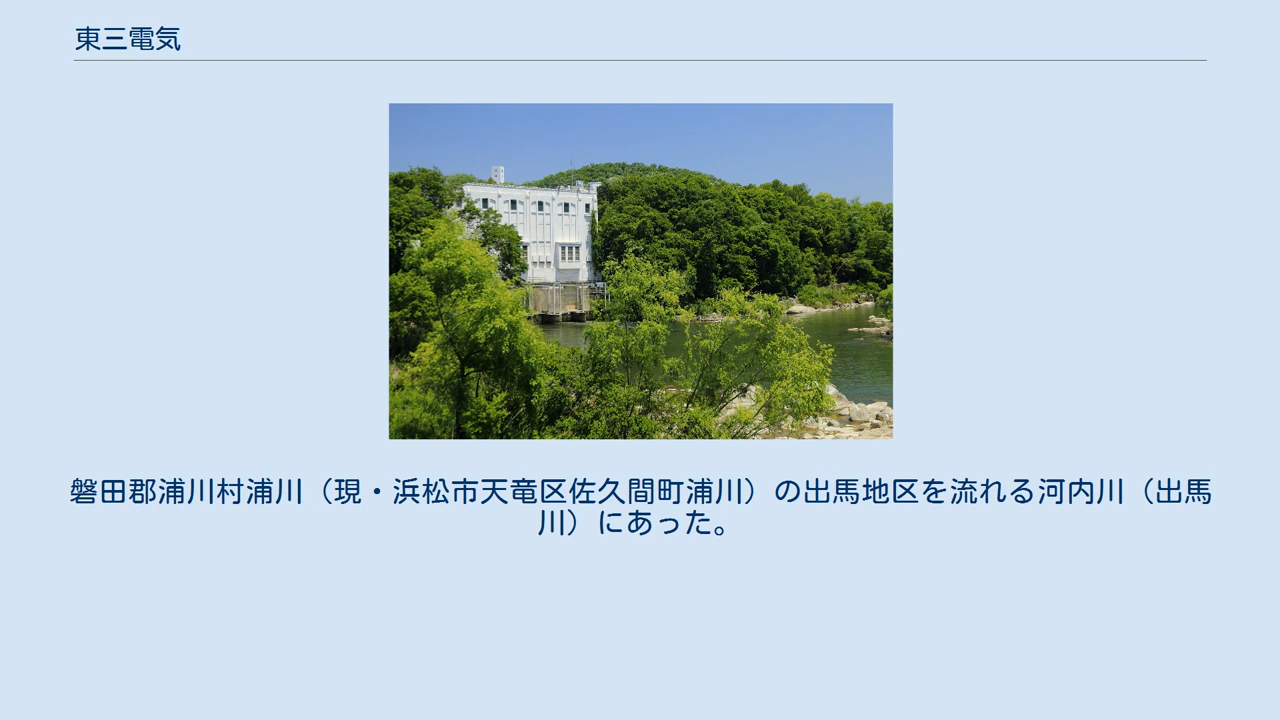 東三電気
磐田郡浦川村浦川（現・浜松市天竜区佐久間町浦川）の出馬地区を流れる河内川（出馬
川）にあった。